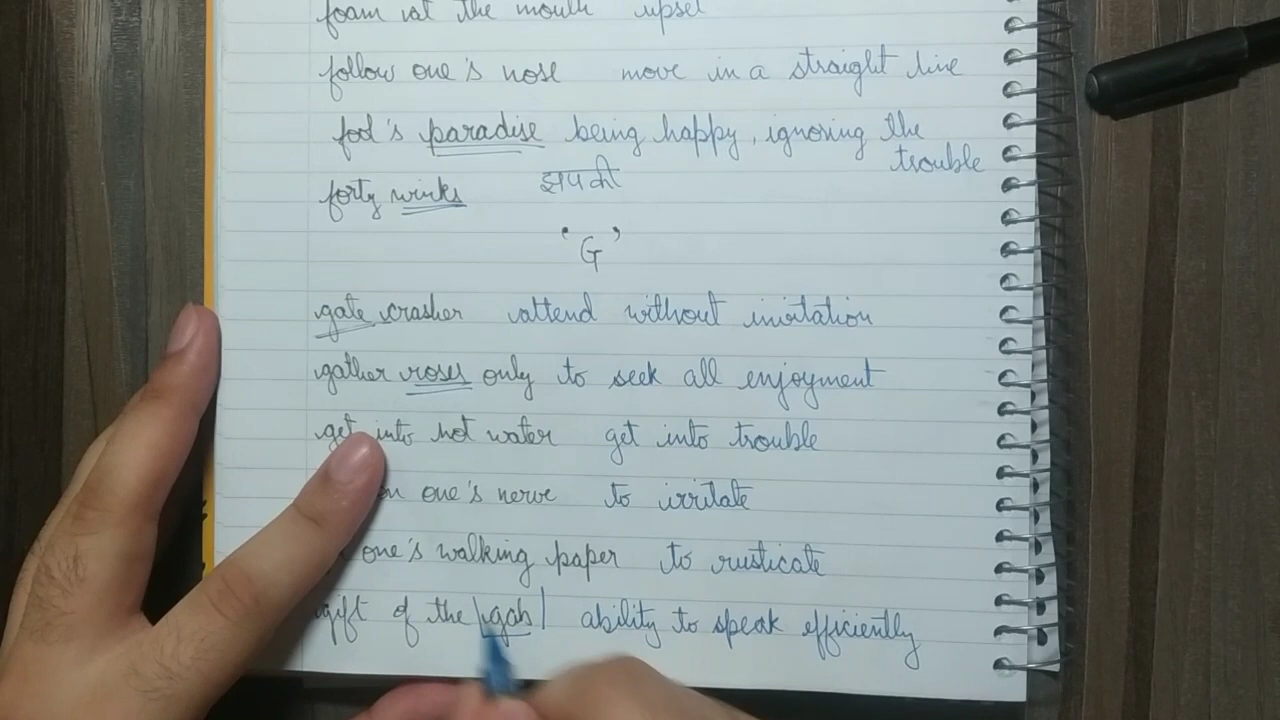 foam at the mouth upset
follow one's nose move in a straight line
fool's paradise being happy, ignoring the
trouble
forty winks झपकी
'G'
gate crasher attend without invitation
gather roses only to seek all enjoyment
get into hot water get into trouble
on one's nerve to irritate
one's walking paper to rusticate
gift of the gab ability to speak efficiently